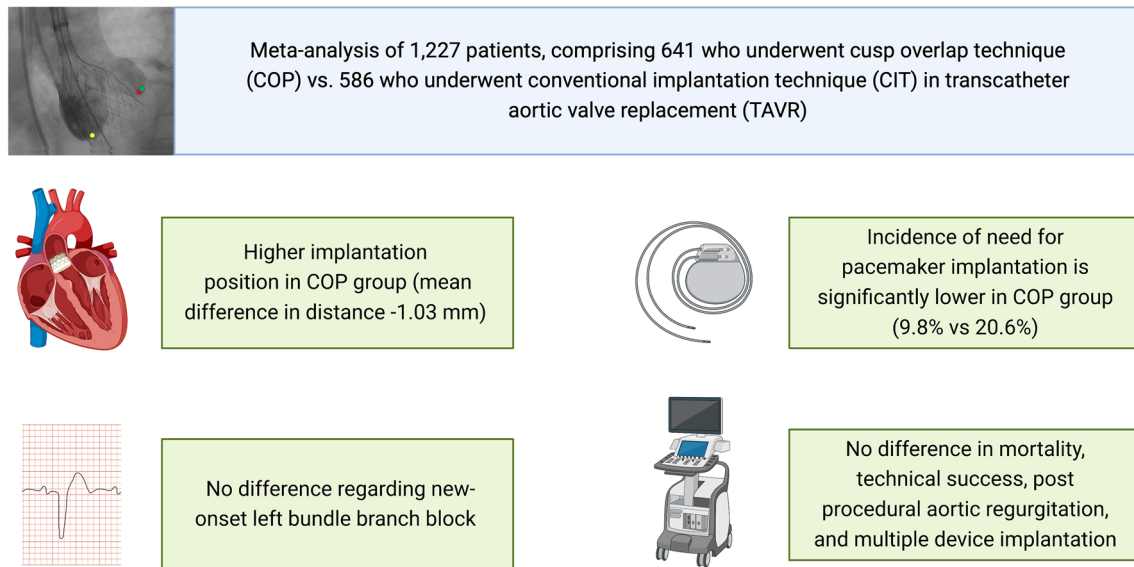 Meta-analysis of 1,227 patients, comprising 641 who underwent cusp overlap technique
(COP) vs. 586 who underwent conventional implantation technique (CIT) in transcatheter
aortic valve replacement (TAVR)
Higher implantation
position in COP group (mean
difference in distance -1.03 mm)
Incidence of need for
pacemaker implantation is
significantly lower in COP group
(9.8% vs 20.6%)
No difference regarding new-
onset left bundle branch block
No difference in mortality,
technical success, post
procedural aortic regurgitation,
and multiple device implantation